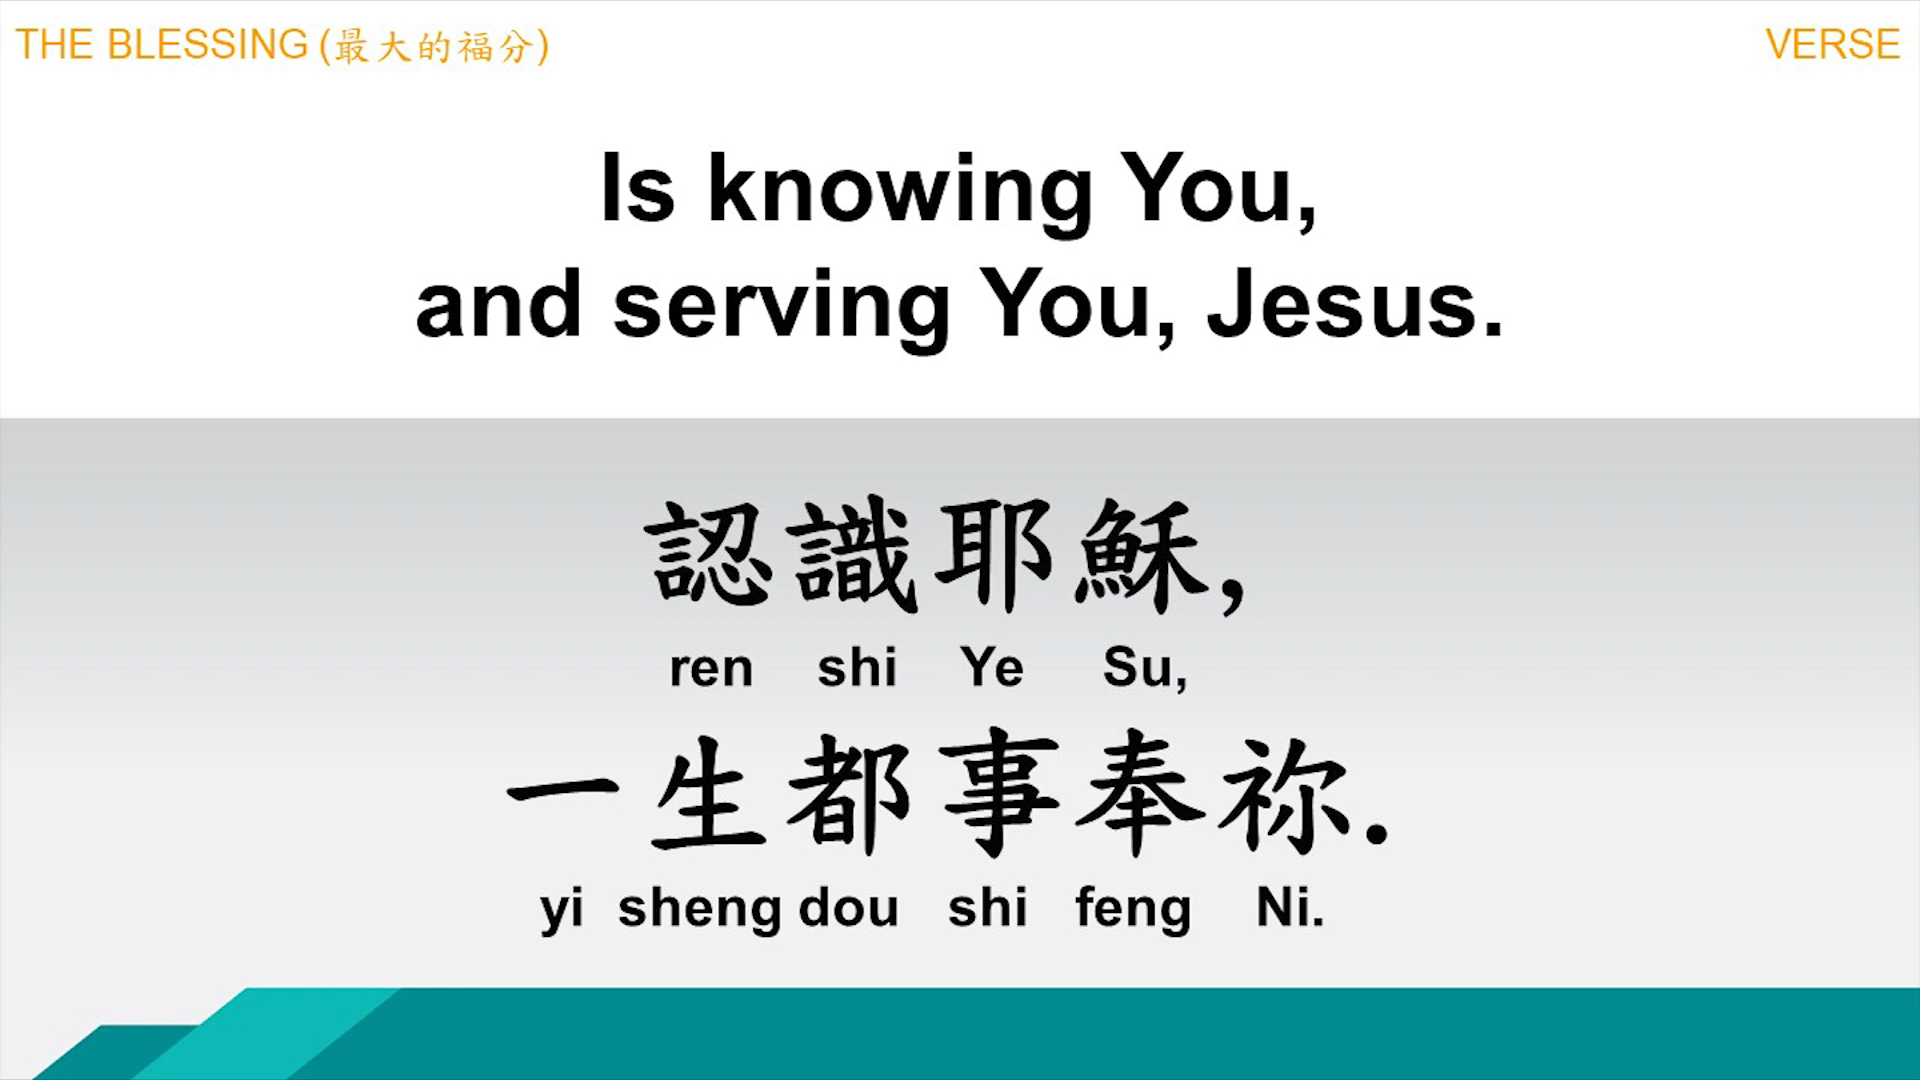 THE BLESSING (最大的福分)
VERSE
Is knowing You,
and serving You, Jesus.
認識耶穌,
ren shi Ye Su,
一生都事奉祢.
yi sheng dou shi feng Ni.